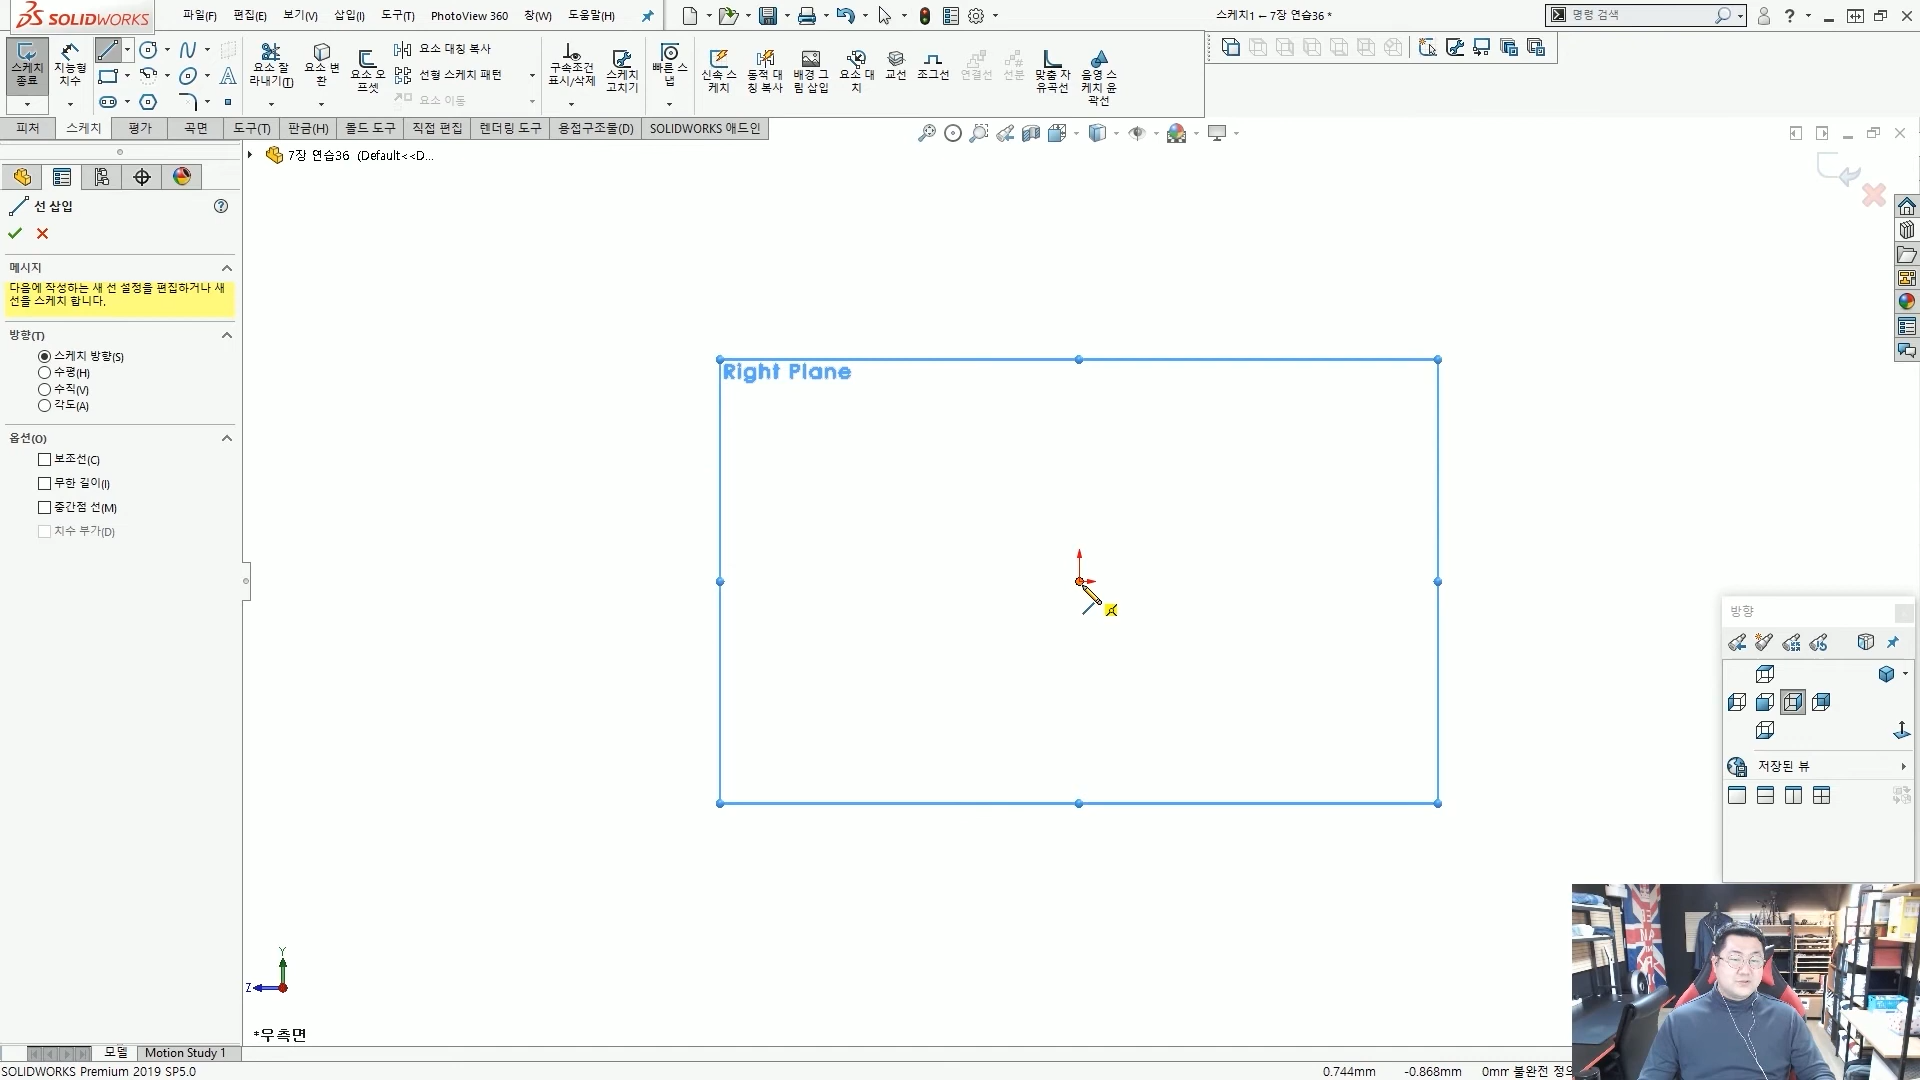 SOLIDWORKS
파일(F)
편집(E)
보기(V)
삽입(I)
도구(T)
PhotoView 360
창(W)
도움말(H)
스케치1 ← 7장 연습36 *
명령 검색
스케치 종료
지능형 치수
요소 잘라내기(T)
요소 변환
요소 오프셋
요소 대칭 복사
선형 스케치 패턴
요소 이동
구속조건 표시/삭제
스케치 고치기
빠른 스냅
신속 스케치
동적 대칭 복사
배경 그림 삽입
요소 대치
교선
조그선
연결선
선분
맞춤 자유곡선
음영 스케치 윤곽선
피처
스케치
평가
곡면
도구(T)
판금(H)
몰드 도구
직접 편집
렌더링 도구
용접구조물(D)
SOLIDWORKS 애드인
7장 연습36 (Default<<D...
선 삽입
메시지
다음에 작성하는 새 선 설정을 편집하거나 새
선을 스케치 합니다.
방향(T)
스케치 방향(S)
수평(H)
수직(V)
각도(A)
옵션(O)
보조선(C)
무한 길이(I)
중간점 선(M)
치수 부가(D)
Right Plane
방향
저장된 뷰
Y
Z
*우측면
모델
Motion Study 1
SOLIDWORKS Premium 2019 SP5.0
0.744mm
-0.868mm
0mm 불완전 정의